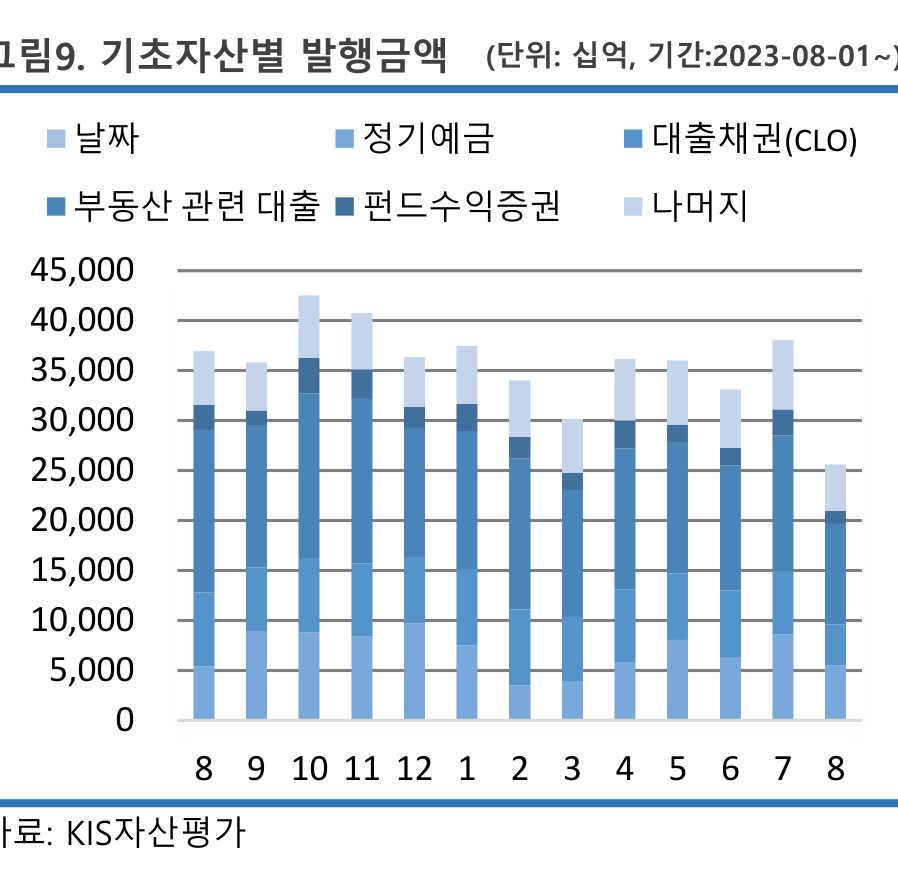 그림9. 기초자산별 발행금액 (단위: 십억, 기간:2023-08-01~)
날짜 정기예금 대출채권(CLO)
부동산 관련 대출 펀드수익증권 나머지
45,000
40,000
35,000
30,000
25,000
20,000
15,000
10,000
5,000
0
8 9 10 11 12 1 2 3 4 5 6 7 8
자료: KIS자산평가